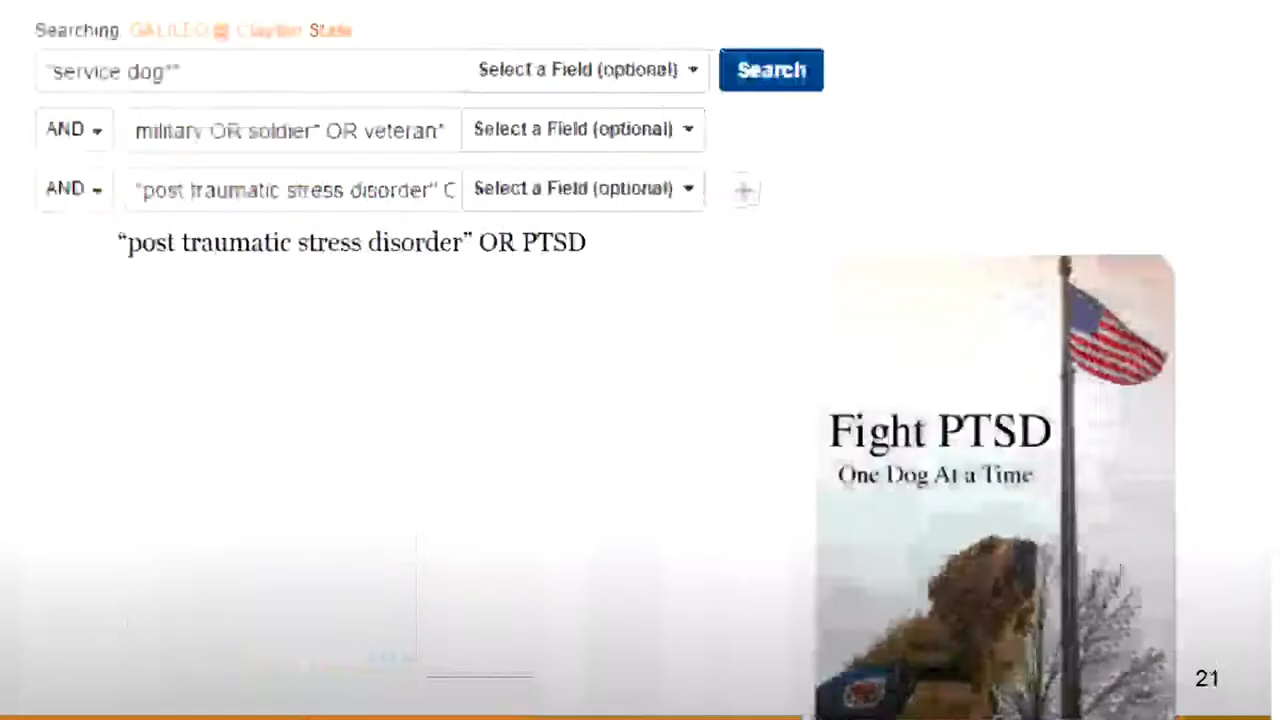 Searching: GALILEO @ Clayton State
"service dog*" Select a Field (optional) Search
AND military OR soldier* OR veteran* Select a Field (optional)
AND "post traumatic stress disorder" O Select a Field (optional)
“post traumatic stress disorder” OR PTSD
Fight PTSD
One Dog At a Time
21